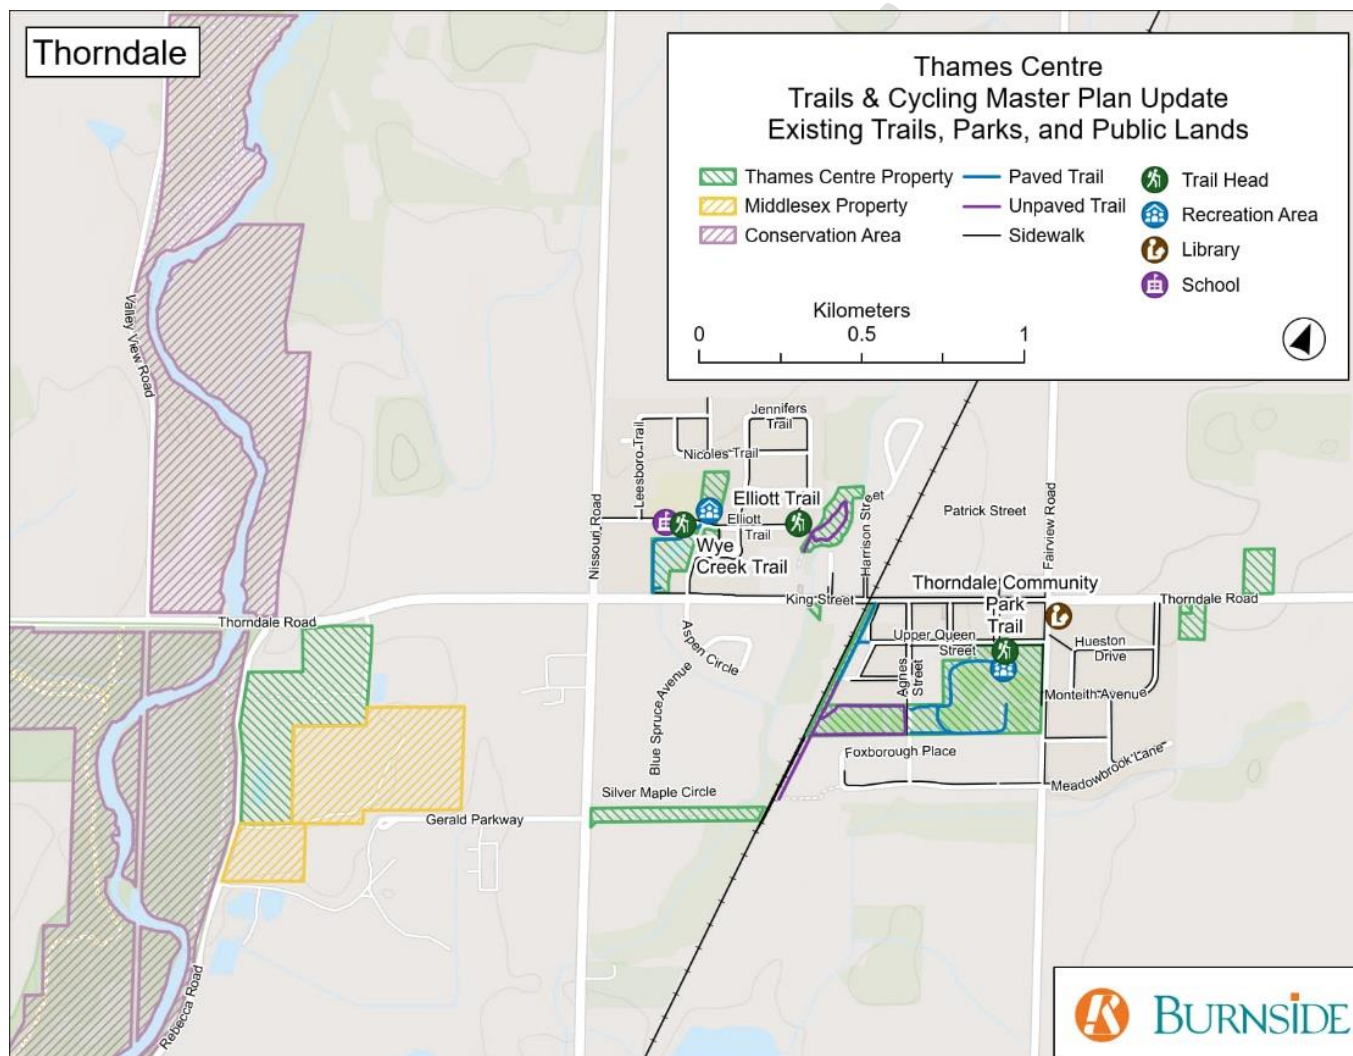 Thorndale
Thames Centre
Trails & Cycling Master Plan Update
Existing Trails, Parks, and Public Lands
Thames Centre Property
Paved Trail
Trail Head
Middlesex Property
Unpaved Trail
Recreation Area
Conservation Area
Sidewalk
Library
School
Kilometers
0
0.5
1
Valley View Road
Jennifers
Trail
Leesboro Trail
Nicoles Trail
Elliott Trail
Nissouri Road
Elliott
Trail
Wye
Creek Trail
Harrison Street
Patrick Street
Fairview Road
Thorndale Community
Park
Trail
King Street
Thorndale Road
Thorndale Road
Upper Queen
Street
Hueston
Drive
Aspen Circle
Agnes
Street
Blue Spruce Avenue
Monteith Avenue
Foxborough Place
Meadowbrook Lane
Silver Maple Circle
Gerald Parkway
Rebecca Road
BURNSIDE